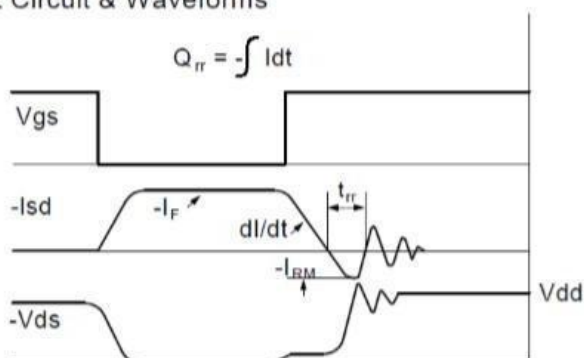 Circuit & Waveforms
Qrr = -∫ Idt
Vgs
-Isd
-IF
trr
dI/dt
-IRM
Vdd
-Vds